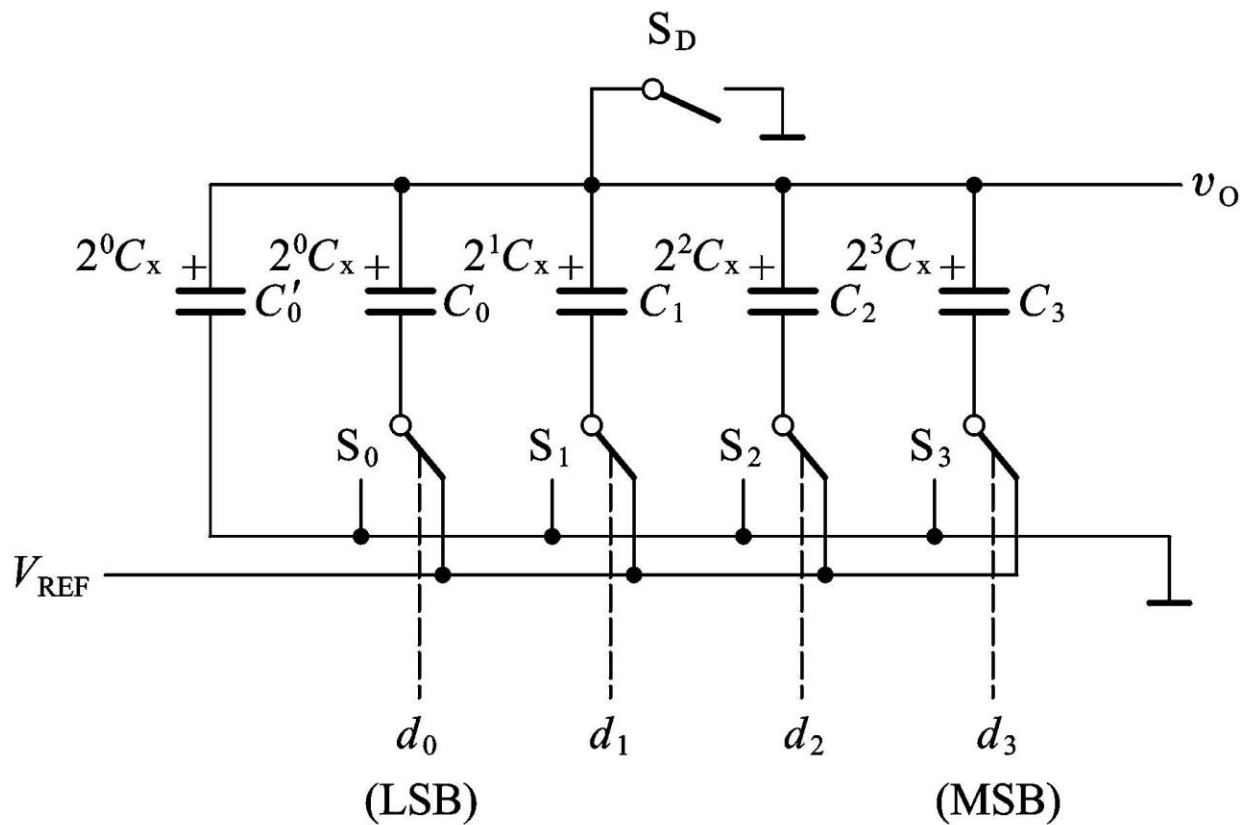 S_D
v_O
2^0C_x + 2^0C_x + 2^1C_x + 2^2C_x + 2^3C_x +
C_0' C_0 C_1 C_2 C_3
S_0 S_1 S_2 S_3
V_REF
d_0 d_1 d_2 d_3
(LSB) (MSB)